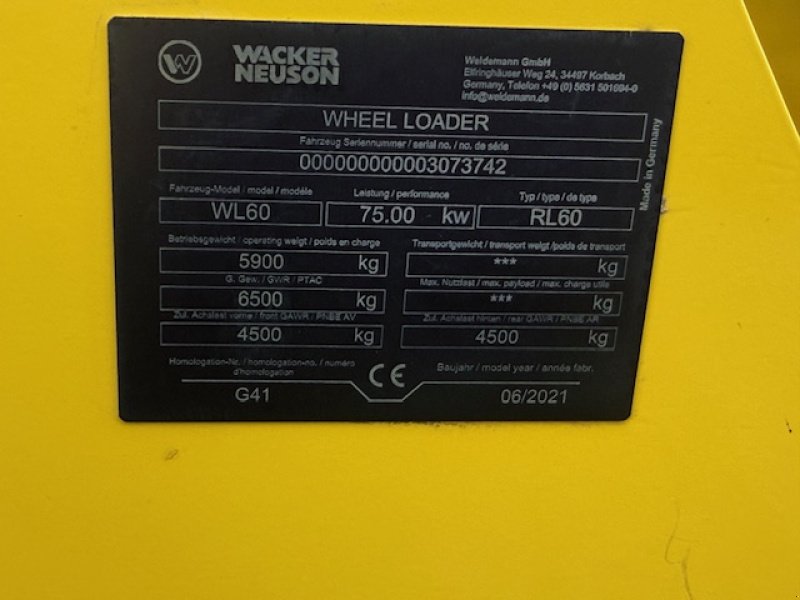 W
WACKER
NEUSON
Weidemann GmbH
Elfringhäuser Weg 24, 34497 Korbach
Germany, Telefon +49 (0) 5631 501694-0
info@weidemann.de
WHEEL LOADER
Fahrzeug Seriennummer / serial no. / no. de série
000000000003073742
Made in Germany
Fahrzeug-Model / model / modéle
Leistung / performance
Typ / type / de type
WL60
75.00 kw
RL60
Betriebsgewicht / operating weigt / poids en charge
Transportgewicht / transport weigt /poids de transport
5900 kg
*** kg
G. Gew. / GWR / PTAC
Max. Nutzlast / max. payload / max. charge utile
6500 kg
*** kg
Zul. Achslast vorne / front GAWR / PNBE AV
Zul. Achslast hinten / rear GAWR / PNBE AR
4500 kg
4500 kg
Homologation-Nr. / homologation-no. / numéro
d'homologation
CE
Baujahr / model year / année fabr.
G41
06/2021